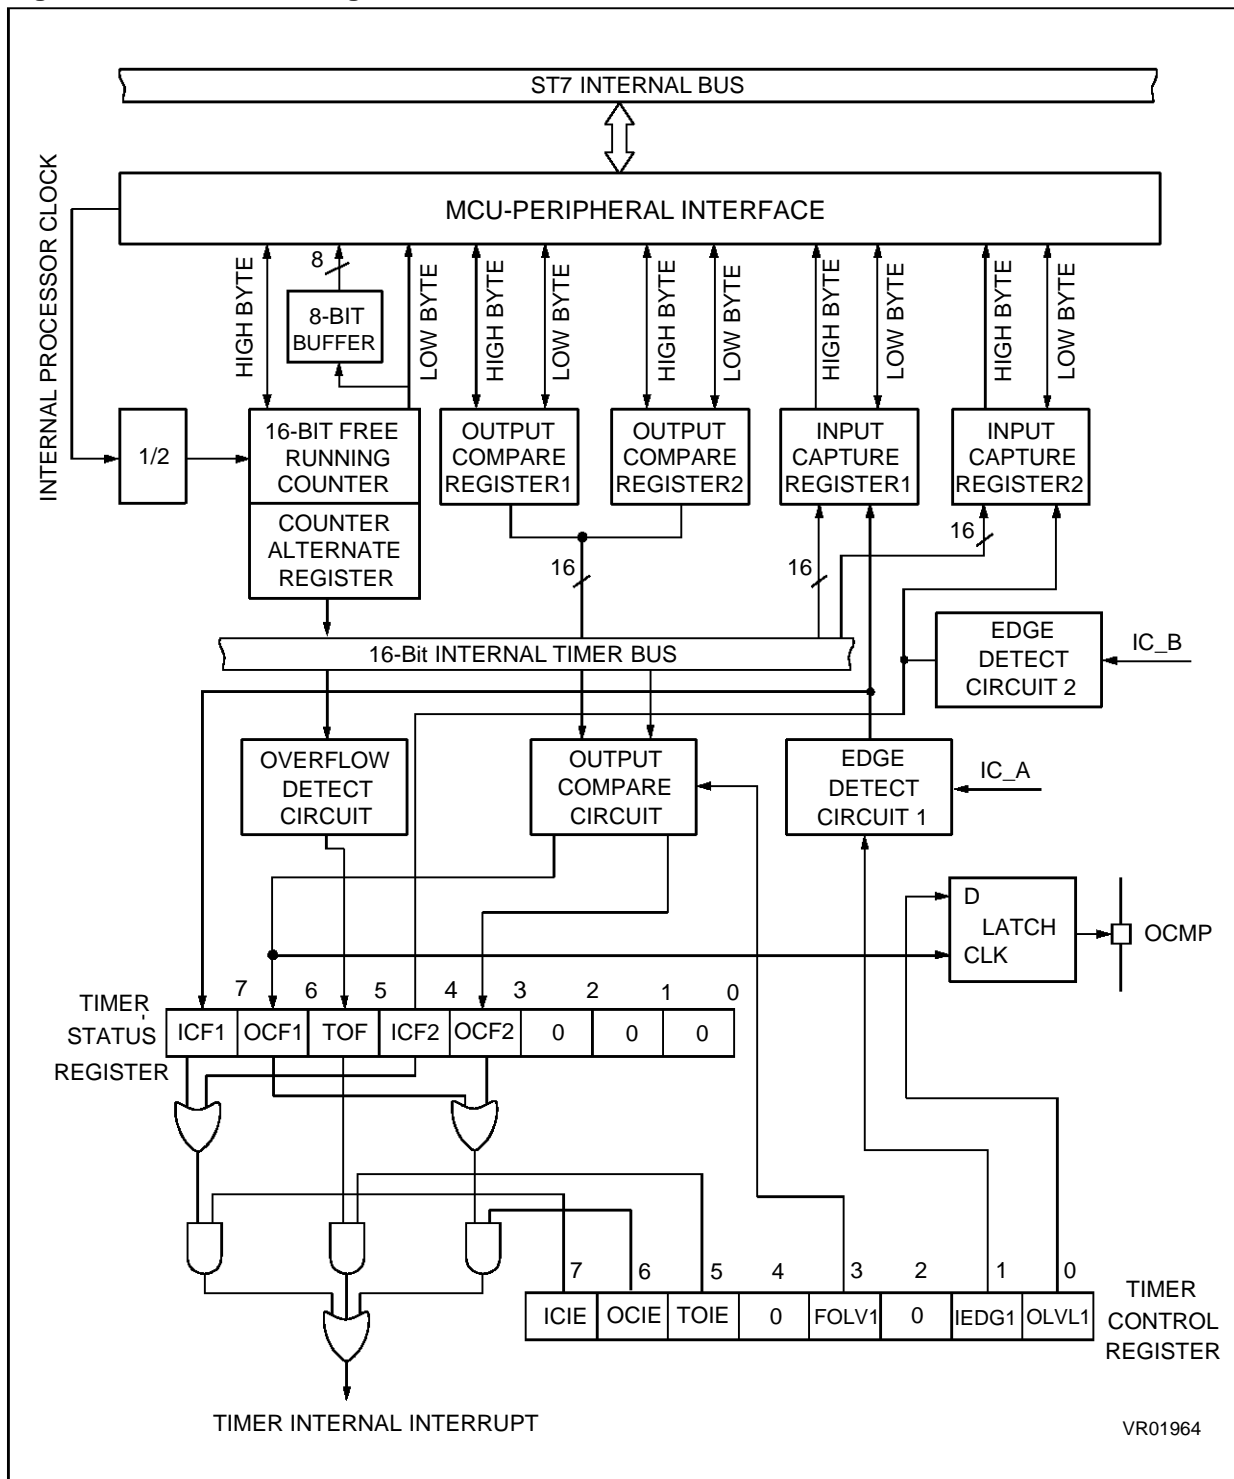 ST7 INTERNAL BUS
INTERNAL PROCESSOR CLOCK
MCU-PERIPHERAL INTERFACE
8
HIGH BYTE
8-BIT
BUFFER
LOW BYTE
HIGH BYTE
LOW BYTE
HIGH BYTE
LOW BYTE
HIGH BYTE
LOW BYTE
HIGH BYTE
LOW BYTE
1/2
16-BIT FREE
RUNNING
COUNTER
COUNTER
ALTERNATE
REGISTER
OUTPUT
COMPARE
REGISTER1
OUTPUT
COMPARE
REGISTER2
INPUT
CAPTURE
REGISTER1
INPUT
CAPTURE
REGISTER2
16
16
16
16-Bit INTERNAL TIMER BUS
EDGE
DETECT
CIRCUIT 2
IC_B
OVERFLOW
DETECT
CIRCUIT
OUTPUT
COMPARE
CIRCUIT
EDGE
DETECT
CIRCUIT 1
IC_A
D
LATCH
CLK
OCMP
7 6 5 4 3 2 1 0
TIMER
STATUS
REGISTER
ICF1 OCF1 TOF ICF2 OCF2 0 0 0
7 6 5 4 3 2 1 0
ICIE OCIE TOIE 0 FOLV1 0 IEDG1 OLVL1
TIMER
CONTROL
REGISTER
TIMER INTERNAL INTERRUPT
VR01964